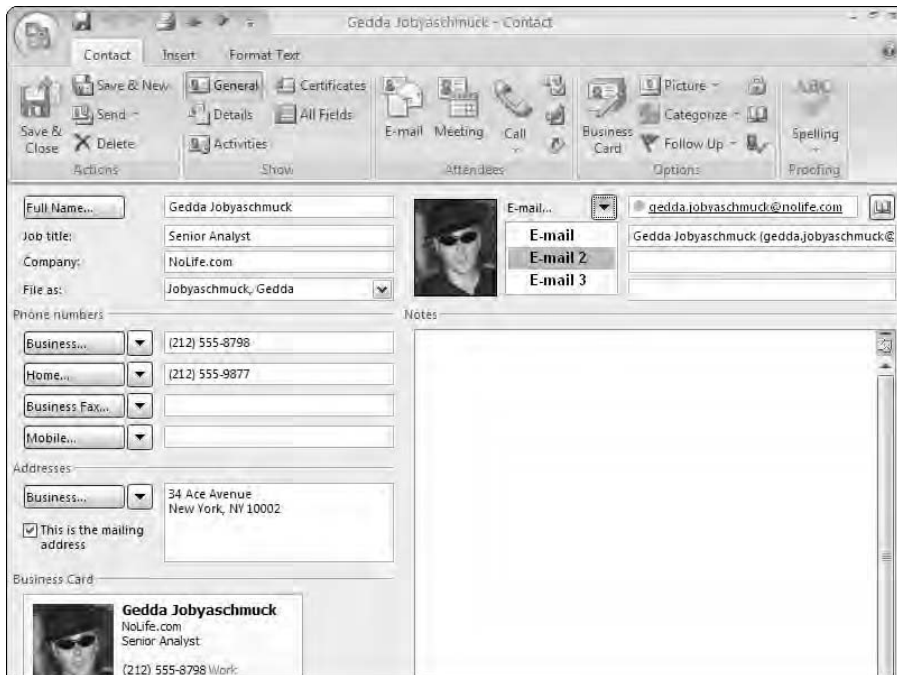 Gedda Jobyaschmuck - Contact
Contact Insert Format Text
Save & Close
Save & New
Send
Delete
Actions
General
Details
Activities
Certificates
All Fields
Show
E-mail
Meeting
Call
Attendees
Business Card
Picture
Categorize
Follow Up
Options
ABC
Spelling
Proofing
Full Name... Gedda Jobyaschmuck
Job title: Senior Analyst
Company: NoLife.com
File as: Jobyaschmuck, Gedda
E-mail... gedda.jobyaschmuck@nolife.com
E-mail
E-mail 2
E-mail 3
Gedda Jobyaschmuck (gedda.jobyaschmuck@
Phone numbers
Business... (212) 555-8798
Home... (212) 555-9877
Business Fax...
Mobile...
Addresses
Business... 34 Ace Avenue
New York, NY 10002
This is the mailing
address
Notes
Business Card
Gedda Jobyaschmuck
NoLife.com
Senior Analyst
(212) 555-8798 Work